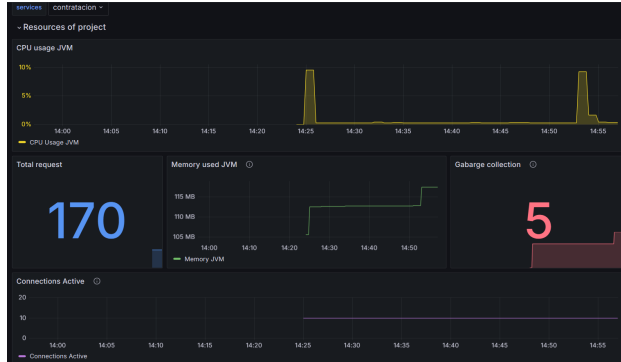 services contratacion
Resources of project
CPU usage JVM
10%
5%
0%
14:00 14:05 14:10 14:15 14:20 14:25 14:30 14:35 14:40 14:45 14:50 14:55
CPU Usage JVM
Total request
170
Memory used JVM
115 MB
110 MB
105 MB
14:00 14:10 14:20 14:30 14:40 14:50
Memory JVM
Gabarge collection
5
Connections Active
20
10
0
14:00 14:05 14:10 14:15 14:20 14:25 14:30 14:35 14:40 14:45 14:50 14:55
Connections Active